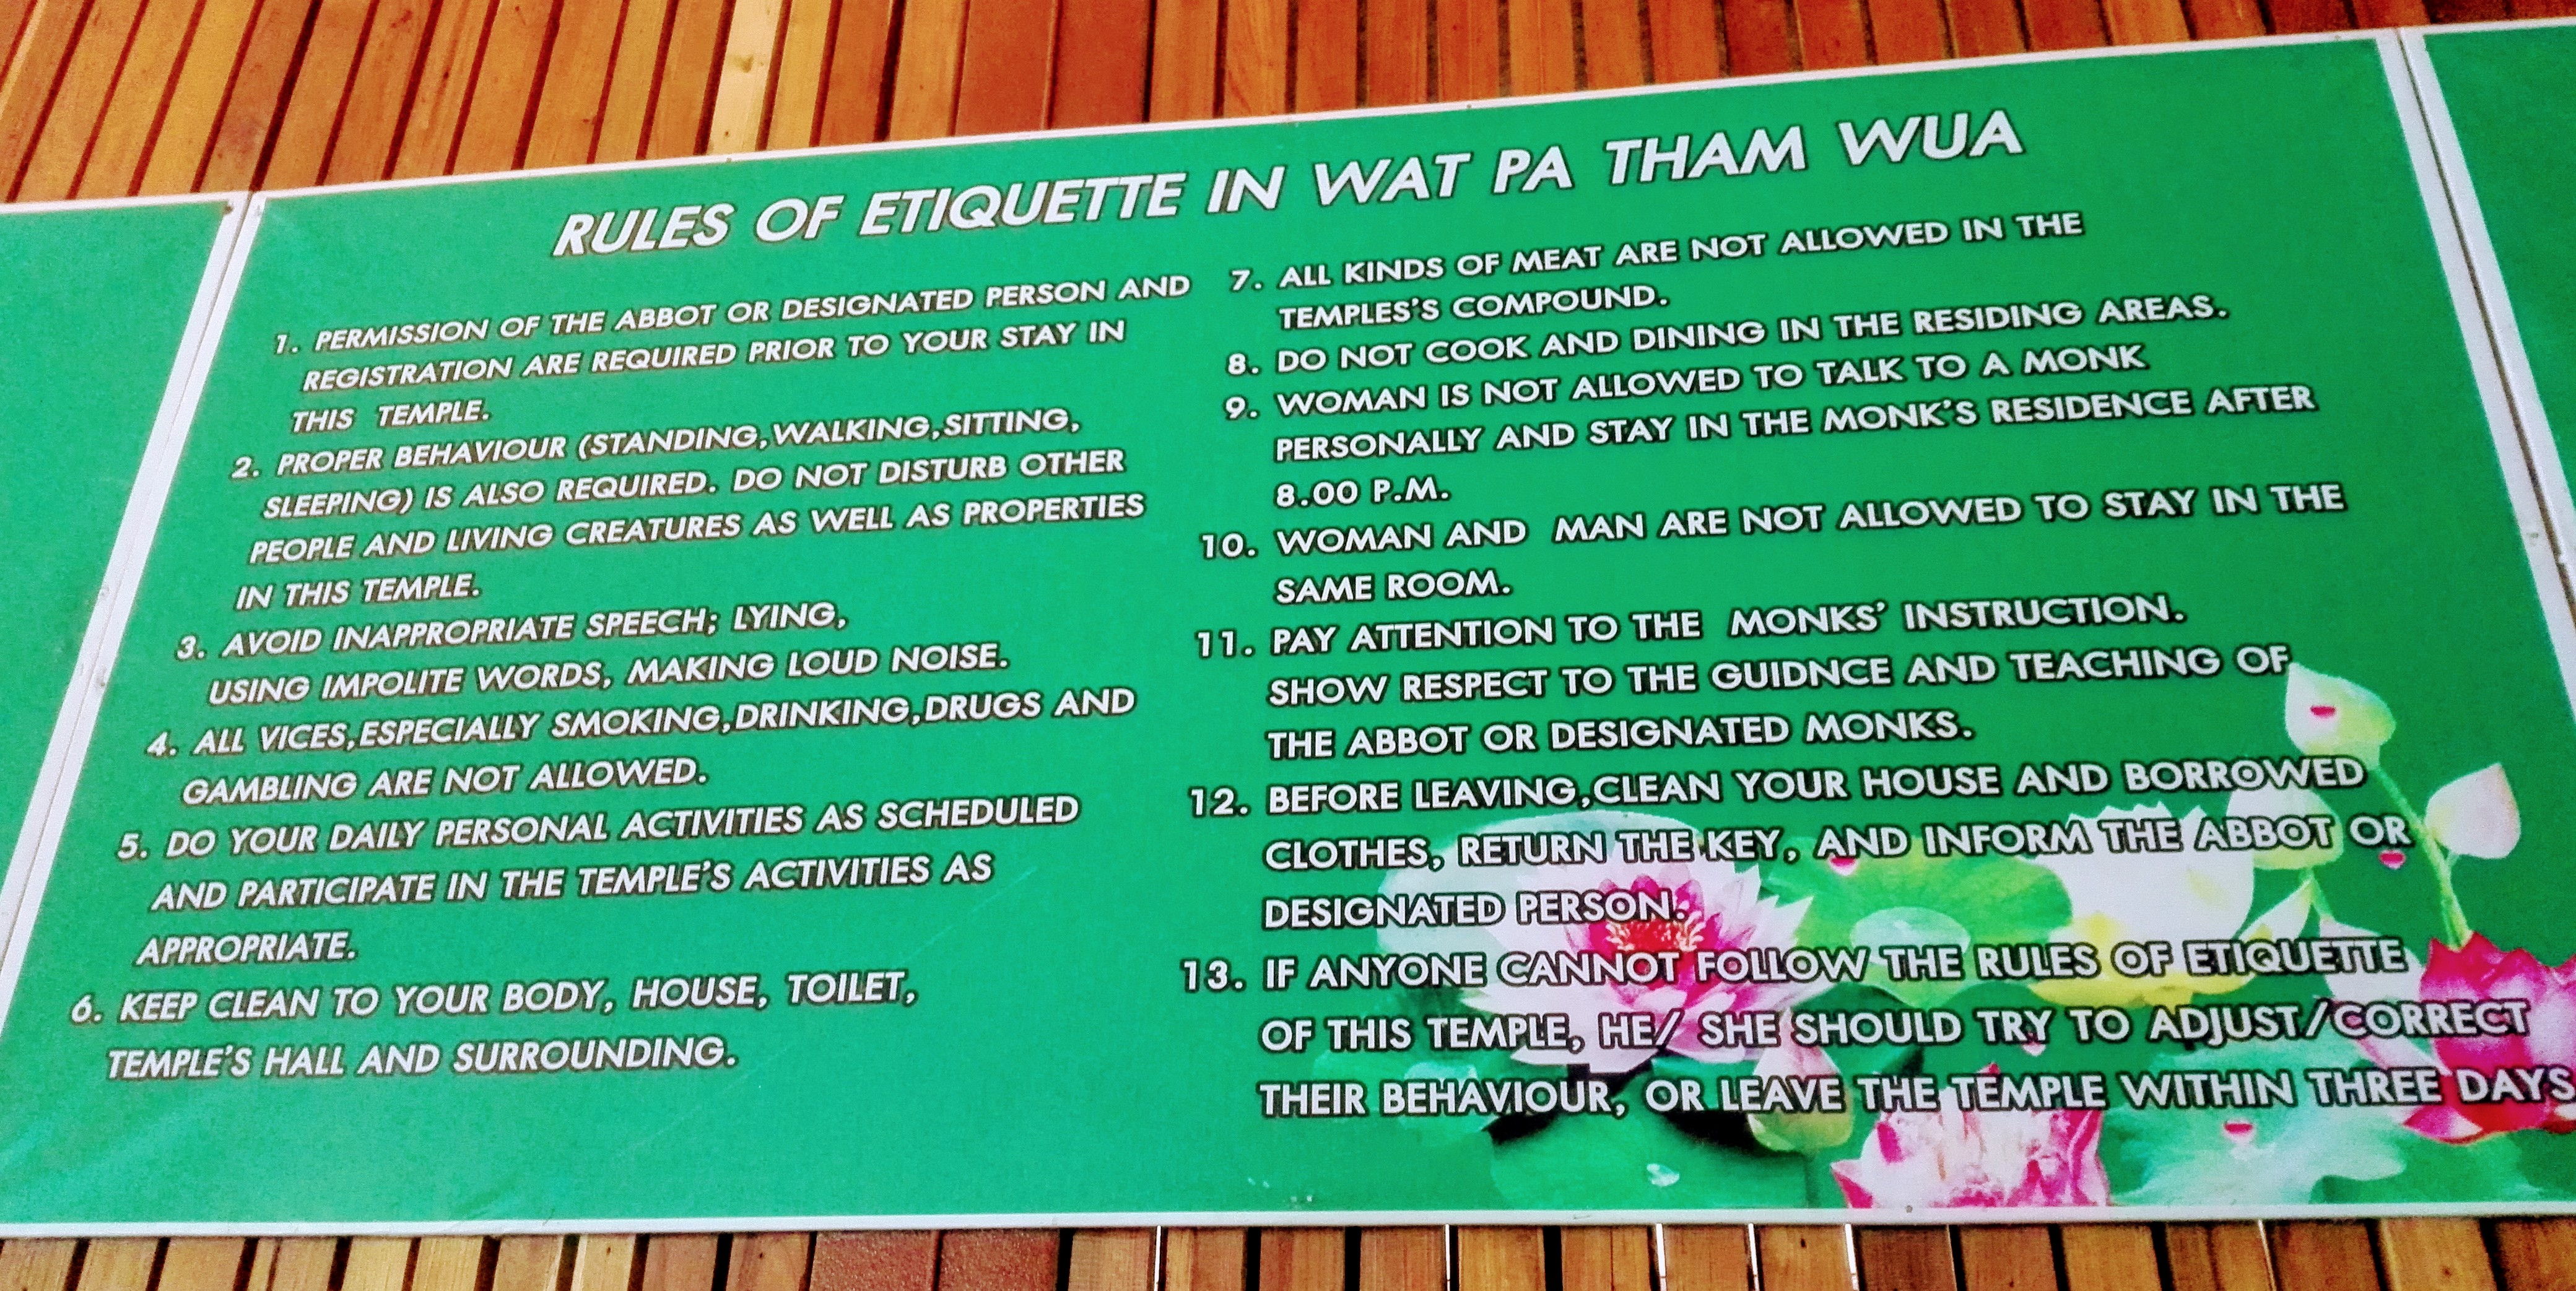 RULES OF ETIQUETTE IN WAT PA THAM WUA
1. PERMISSION OF THE ABBOT OR DESIGNATED PERSON AND
REGISTRATION ARE REQUIRED PRIOR TO YOUR STAY IN
THIS TEMPLE.
2. PROPER BEHAVIOUR (STANDING,WALKING,SITTING,
SLEEPING) IS ALSO REQUIRED. DO NOT DISTURB OTHER
PEOPLE AND LIVING CREATURES AS WELL AS PROPERTIES
IN THIS TEMPLE.
3. AVOID INAPPROPRIATE SPEECH; LYING,
USING IMPOLITE WORDS, MAKING LOUD NOISE.
4. ALL VICES,ESPECIALLY SMOKING,DRINKING,DRUGS AND
GAMBLING ARE NOT ALLOWED.
5. DO YOUR DAILY PERSONAL ACTIVITIES AS SCHEDULED
AND PARTICIPATE IN THE TEMPLE'S ACTIVITIES AS
APPROPRIATE.
6. KEEP CLEAN TO YOUR BODY, HOUSE, TOILET,
TEMPLE'S HALL AND SURROUNDING.
7. ALL KINDS OF MEAT ARE NOT ALLOWED IN THE
TEMPLES'S COMPOUND.
8. DO NOT COOK AND DINING IN THE RESIDING AREAS.
9. WOMAN IS NOT ALLOWED TO TALK TO A MONK
PERSONALLY AND STAY IN THE MONK'S RESIDENCE AFTER
8.00 P.M.
10. WOMAN AND MAN ARE NOT ALLOWED TO STAY IN THE
SAME ROOM.
11. PAY ATTENTION TO THE MONKS' INSTRUCTION.
SHOW RESPECT TO THE GUIDNCE AND TEACHING OF
THE ABBOT OR DESIGNATED MONKS.
12. BEFORE LEAVING,CLEAN YOUR HOUSE AND BORROWED
CLOTHES, RETURN THE KEY, AND INFORM THE ABBOT OR
DESIGNATED PERSON.
13. IF ANYONE CANNOT FOLLOW THE RULES OF ETIQUETTE
OF THIS TEMPLE, HE/ SHE SHOULD TRY TO ADJUST/CORRECT
THEIR BEHAVIOUR, OR LEAVE THE TEMPLE WITHIN THREE DAYS